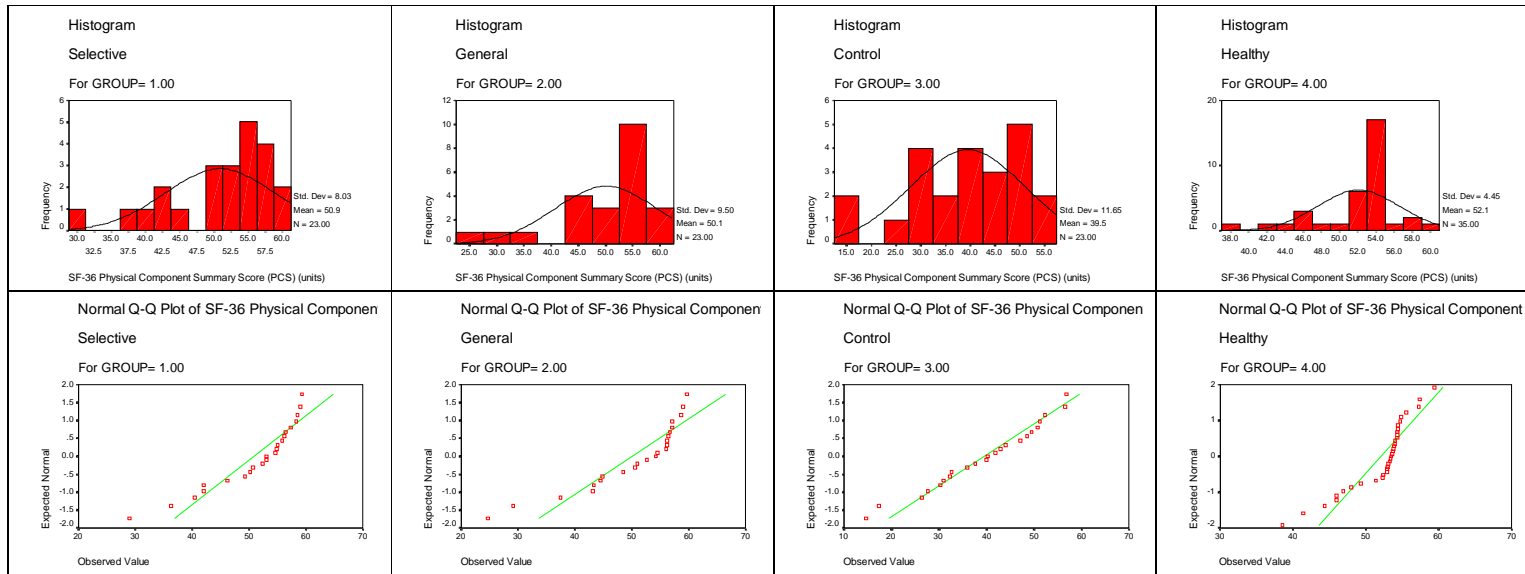 Histogram
Selective
For GROUP= 1.00
6
5
4
3
2
1
0
Frequency
Std. Dev = 8.03
Mean = 50.9
N = 23.00
30.0 35.0 40.0 45.0 50.0 55.0 60.0
32.5 37.5 42.5 47.5 52.5 57.5
SF-36 Physical Component Summary Score (PCS) (units)
Histogram
General
For GROUP= 2.00
12
10
8
6
4
2
0
Frequency
Std. Dev = 9.50
Mean = 50.1
N = 23.00
25.0 30.0 35.0 40.0 45.0 50.0 55.0 60.0
SF-36 Physical Component Summary Score (PCS) (units)
Histogram
Control
For GROUP= 3.00
6
5
4
3
2
1
0
Frequency
Std. Dev = 11.65
Mean = 39.5
N = 23.00
15.0 20.0 25.0 30.0 35.0 40.0 45.0 50.0 55.0
SF-36 Physical Component Summary Score (PCS) (units)
Histogram
Healthy
For GROUP= 4.00
20
10
0
Frequency
Std. Dev = 4.45
Mean = 52.1
N = 35.00
38.0 42.0 46.0 50.0 54.0 58.0
40.0 44.0 48.0 52.0 56.0 60.0
SF-36 Physical Component Summary Score (PCS) (units)
Normal Q-Q Plot of SF-36 Physical Componen
Selective
For GROUP= 1.00
2.0
1.5
1.0
.5
0.0
-.5
-1.0
-1.5
-2.0
Expected Normal
20 30 40 50 60 70
Observed Value
Normal Q-Q Plot of SF-36 Physical Componen
General
For GROUP= 2.00
2.0
1.5
1.0
.5
0.0
-.5
-1.0
-1.5
-2.0
Expected Normal
20 30 40 50 60 70
Observed Value
Normal Q-Q Plot of SF-36 Physical Componen
Control
For GROUP= 3.00
2.0
1.5
1.0
.5
0.0
-.5
-1.0
-1.5
-2.0
Expected Normal
10 20 30 40 50 60 70
Observed Value
Normal Q-Q Plot of SF-36 Physical Component
Healthy
For GROUP= 4.00
2
1
0
-1
-2
Expected Normal
30 40 50 60 70
Observed Value